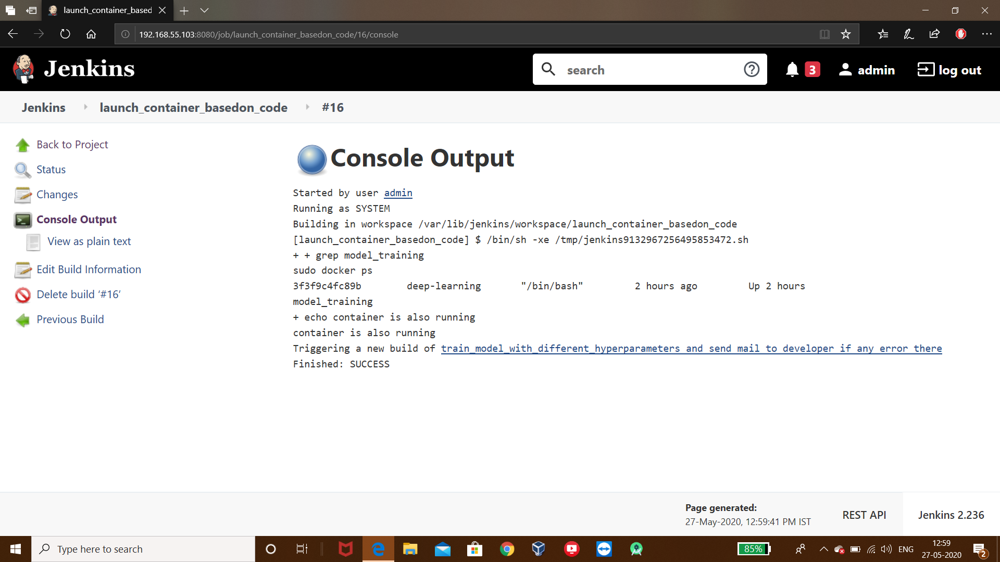 launch_container_based
192.168.55.103:8080/job/launch_container_basedon_code/16/console
Jenkins
search
3
admin
log out
Jenkins
launch_container_basedon_code
#16
Back to Project
Status
Changes
Console Output
View as plain text
Edit Build Information
Delete build ‘#16’
Previous Build
Console Output
Started by user admin
Running as SYSTEM
Building in workspace /var/lib/jenkins/workspace/launch_container_basedon_code
[launch_container_basedon_code] $ /bin/sh -xe /tmp/jenkins9132967256495853472.sh
+ + grep model_training
sudo docker ps
3f3f9c4fc89b        deep-learning       "/bin/bash"         2 hours ago         Up 2 hours
model_training
+ echo container is also running
container is also running
Triggering a new build of train_model_with_different_hyperparameters and send mail to developer if any error there
Finished: SUCCESS
Page generated:
27-May-2020, 12:59:41 PM IST
REST API
Jenkins 2.236
Type here to search
85%
ENG
12:59
27-05-2020
2